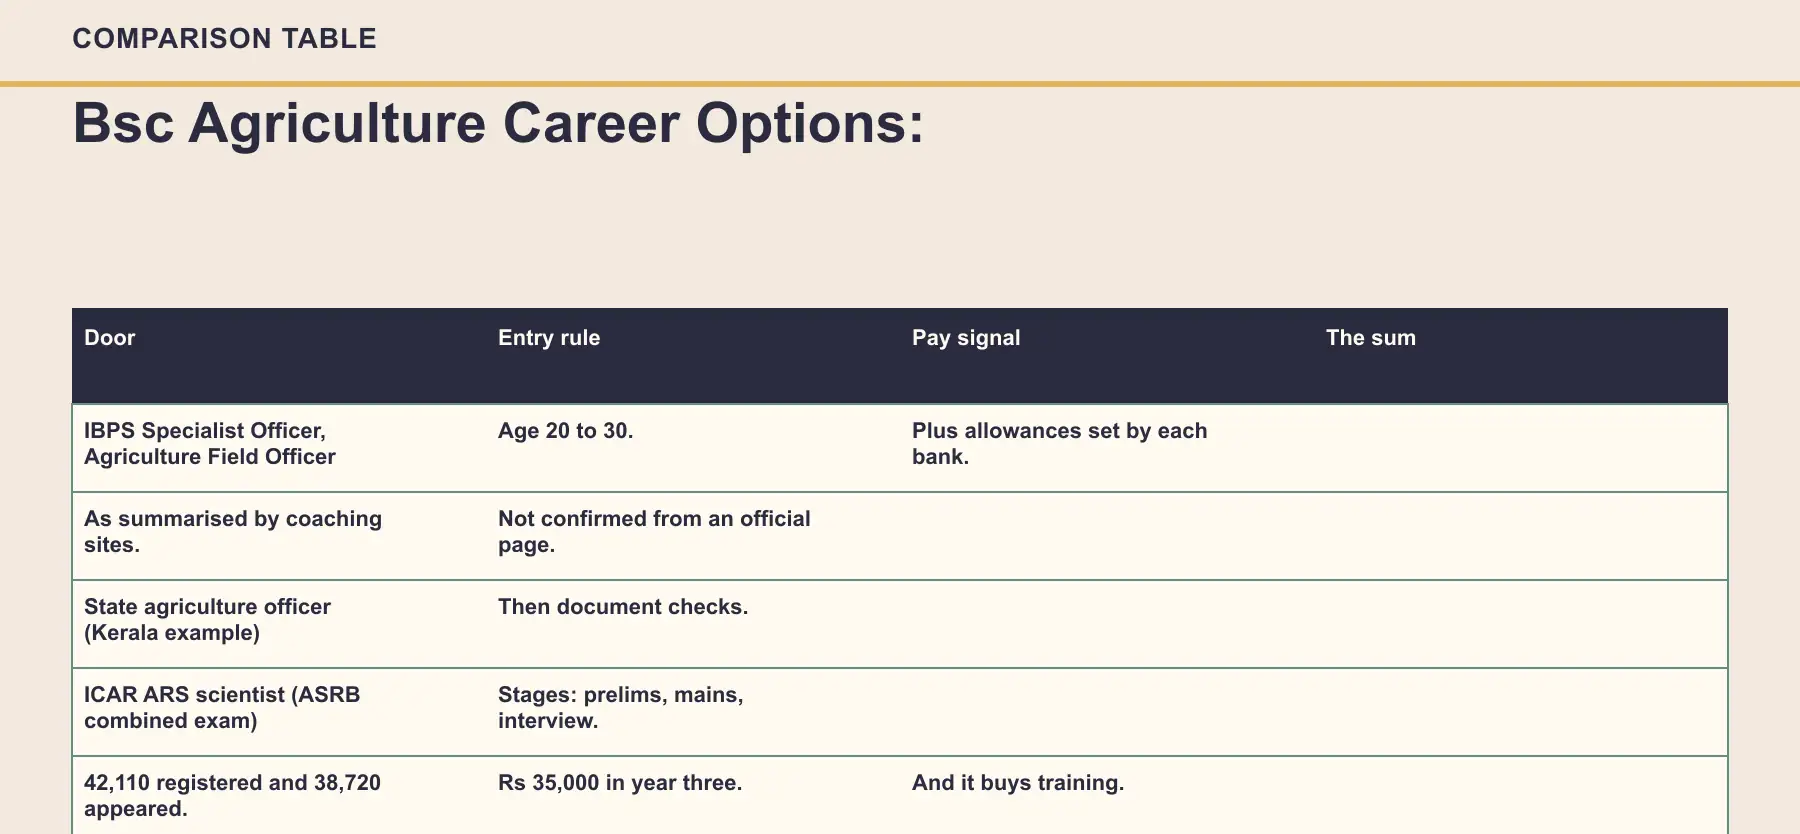 COMPARISON TABLE
Bsc Agriculture Career Options:
Door
Entry rule
Pay signal
The sum
IBPS Specialist Officer,
Agriculture Field Officer
Age 20 to 30.
Plus allowances set by each
bank.
As summarised by coaching
sites.
Not confirmed from an official
page.
State agriculture officer
(Kerala example)
Then document checks.
ICAR ARS scientist (ASRB
combined exam)
Stages: prelims, mains,
interview.
42,110 registered and 38,720
appeared.
Rs 35,000 in year three.
And it buys training.